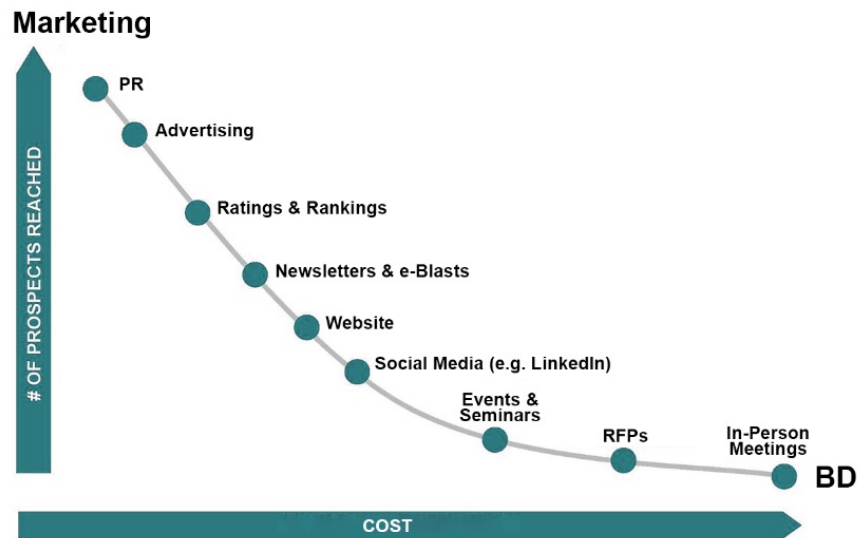 Marketing
PR
Advertising
Ratings & Rankings
Newsletters & e-Blasts
Website
Social Media (e.g. LinkedIn)
Events &
Seminars
RFPs
In-Person
Meetings
BD
# OF PROSPECTS REACHED
COST